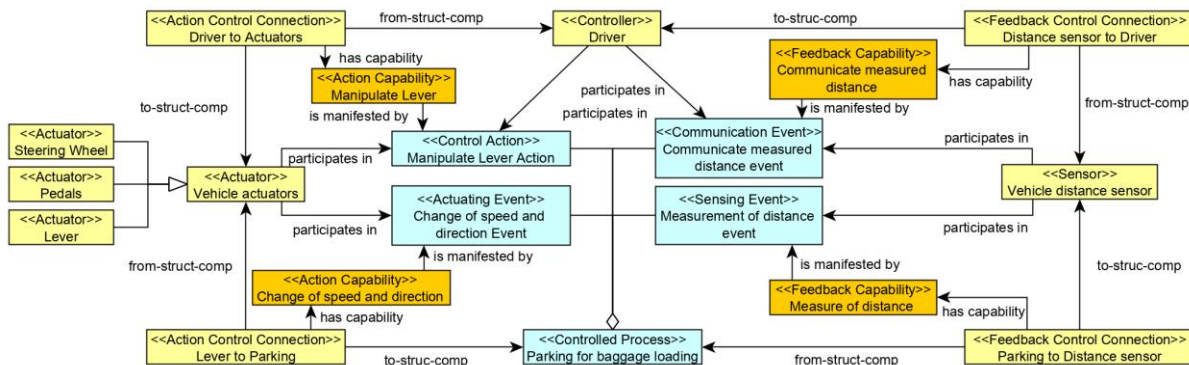 <<Action Control Connection>>
Driver to Actuators
from-struct-comp
<<Controller>>
Driver
to-struc-comp
<<Feedback Control Connection>>
Distance sensor to Driver
has capability
<<Action Capability>>
Manipulate Lever
<<Feedback Capability>>
Communicate measured
distance
has capability
to-struct-comp
is manifested by
participates in
participates in
is manifested by
from-struct-comp
<<Actuator>>
Steering Wheel
<<Actuator>>
Pedals
<<Actuator>>
Lever
<<Actuator>>
Vehicle actuators
participates in
<<Control Action>>
Manipulate Lever Action
<<Communication Event>>
Communicate measured
distance event
participates in
<<Sensor>>
Vehicle distance sensor
participates in
<<Actuating Event>>
Change of speed and
direction Event
<<Sensing Event>>
Measurement of distance
event
participates in
from-struct-comp
is manifested by
is manifested by
to-struc-comp
<<Action Capability>>
Change of speed and direction
has capability
<<Feedback Capability>>
Measure of distance
has capability
<<Action Control Connection>>
Lever to Parking
to-struc-comp
<<Controlled Process>>
Parking for baggage loading
from-struct-comp
<<Feedback Control Connection>>
Parking to Distance sensor